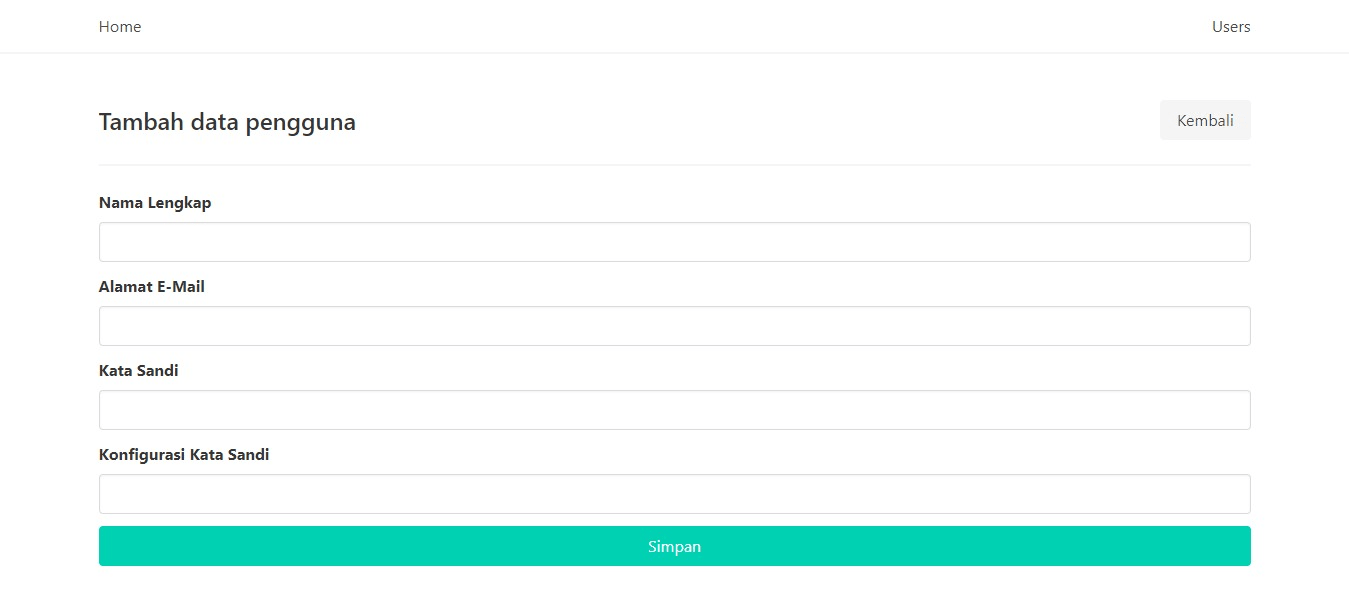 Home
Users
Tambah data pengguna
Kembali
Nama Lengkap
Alamat E-Mail
Kata Sandi
Konfigurasi Kata Sandi
Simpan